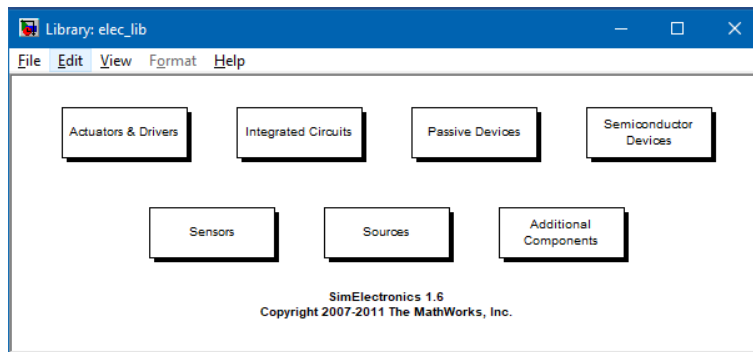 Library: elec_lib
File Edit View Format Help
Actuators & Drivers
Integrated Circuits
Passive Devices
Semiconductor
Devices
Sensors
Sources
Additional
Components
SimElectronics 1.6
Copyright 2007-2011 The MathWorks, Inc.